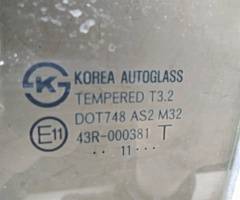 K KOREA AUTOGLASS
TEMPERED T3.2
DOT748 AS2 M32
E11 43R-000381 T
·· 11 ···